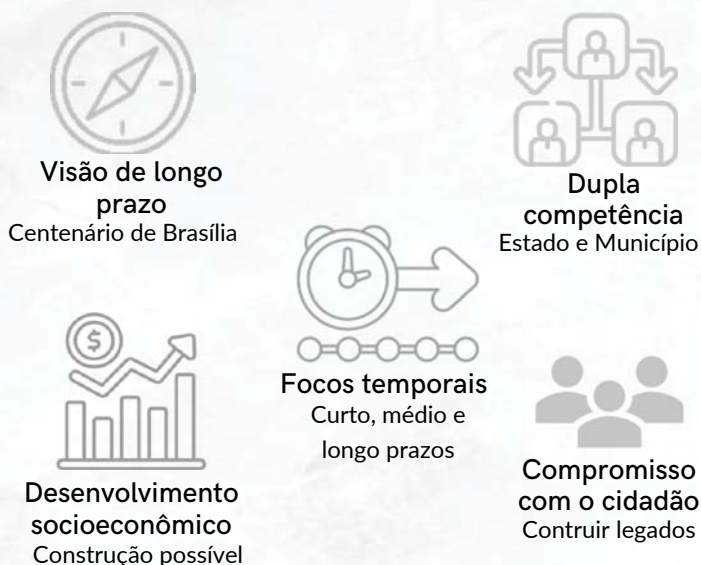 Visão de longo
prazo
Centenário de Brasília
Dupla
competência
Estado e Município
Focos temporais
Curto, médio e
longo prazos
Desenvolvimento
socioeconômico
Construção possível
Compromisso
com o cidadão
Contruir legados
$